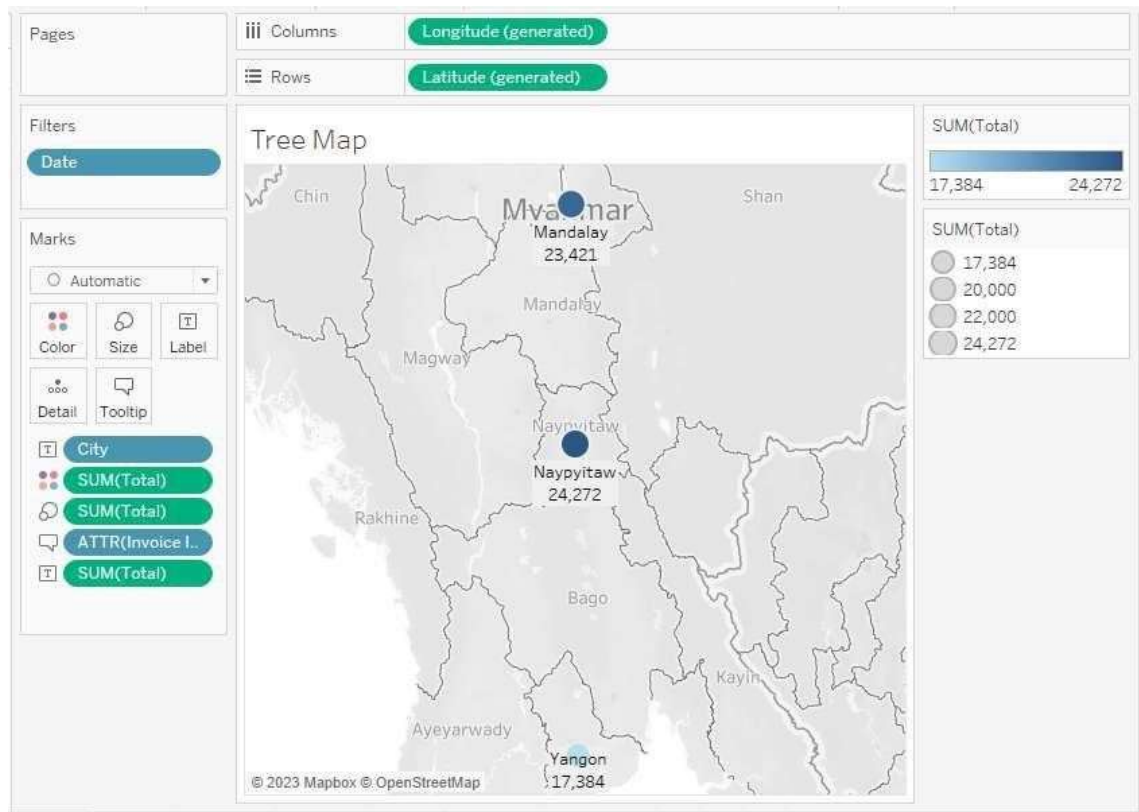 Pages
Columns
Longitude (generated)
Rows
Latitude (generated)
Filters
Date
Marks
Automatic
Color
Size
Label
Detail
Tooltip
City
SUM(Total)
SUM(Total)
ATTR(Invoice I..
SUM(Total)
Tree Map
Chin
Shan
Mandalay
23,421
Mandalay
Magway
Naypyitaw
Naypyitaw
24,272
Rakhine
Bago
Kayin
Ayeyarwady
Yangon
17,384
© 2023 Mapbox © OpenStreetMap
SUM(Total)
17,384 24,272
SUM(Total)
17,384
20,000
22,000
24,272